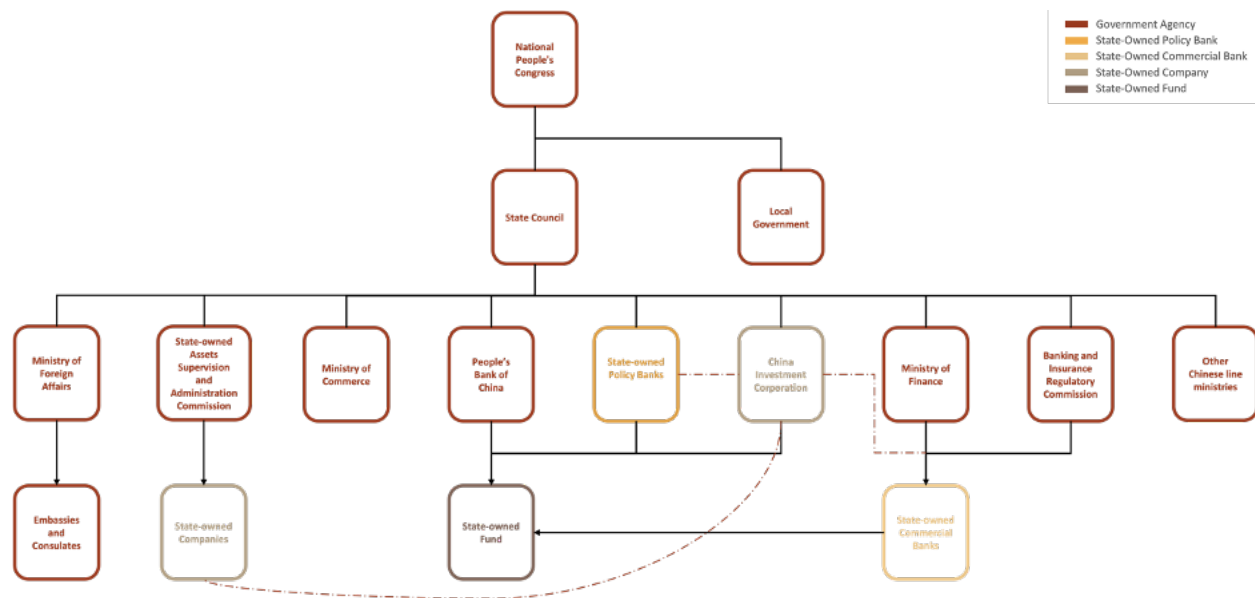 Government Agency
State-Owned Policy Bank
State-Owned Commercial Bank
State-Owned Company
State-Owned Fund
National
People's
Congress
State Council
Local
Government
Ministry of
Foreign
Affairs
State-owned
Assets
Supervision
and
Administration
Commission
Ministry of
Commerce
People's
Bank of
China
State-owned
Policy Banks
China
Investment
Corporation
Ministry of
Finance
Banking and
Insurance
Regulatory
Commission
Other
Chinese line
ministries
Embassies
and
Consulates
State-owned
Companies
State-owned
Fund
State-owned
Commercial
Banks